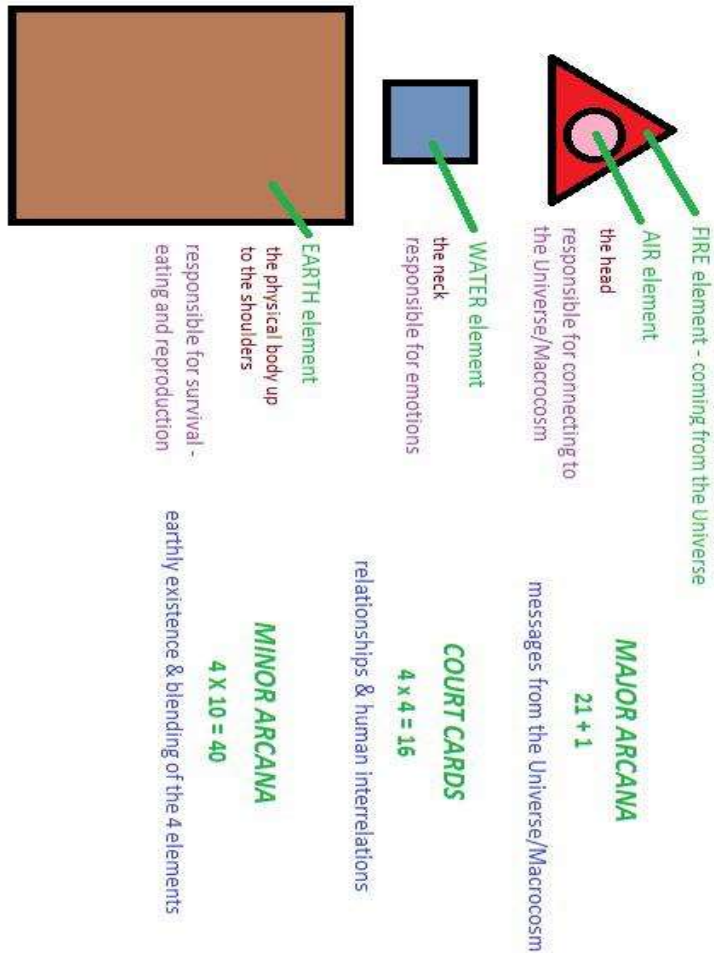 FIRE element - coming from the Universe
AIR element
the head
responsible for connecting to
the Universe/Macrocosm
MAJOR ARCANA
21 + 1
messages from the Universe/Macrocosm
WATER element
the neck
responsible for emotions
COURT CARDS
4 x 4 = 16
relationships & human interrelations
EARTH element
the physical body up
to the shoulders
responsible for survival -
eating and reproduction
MINOR ARCANA
4 X 10 = 40
earthly existence & blending of the 4 elements